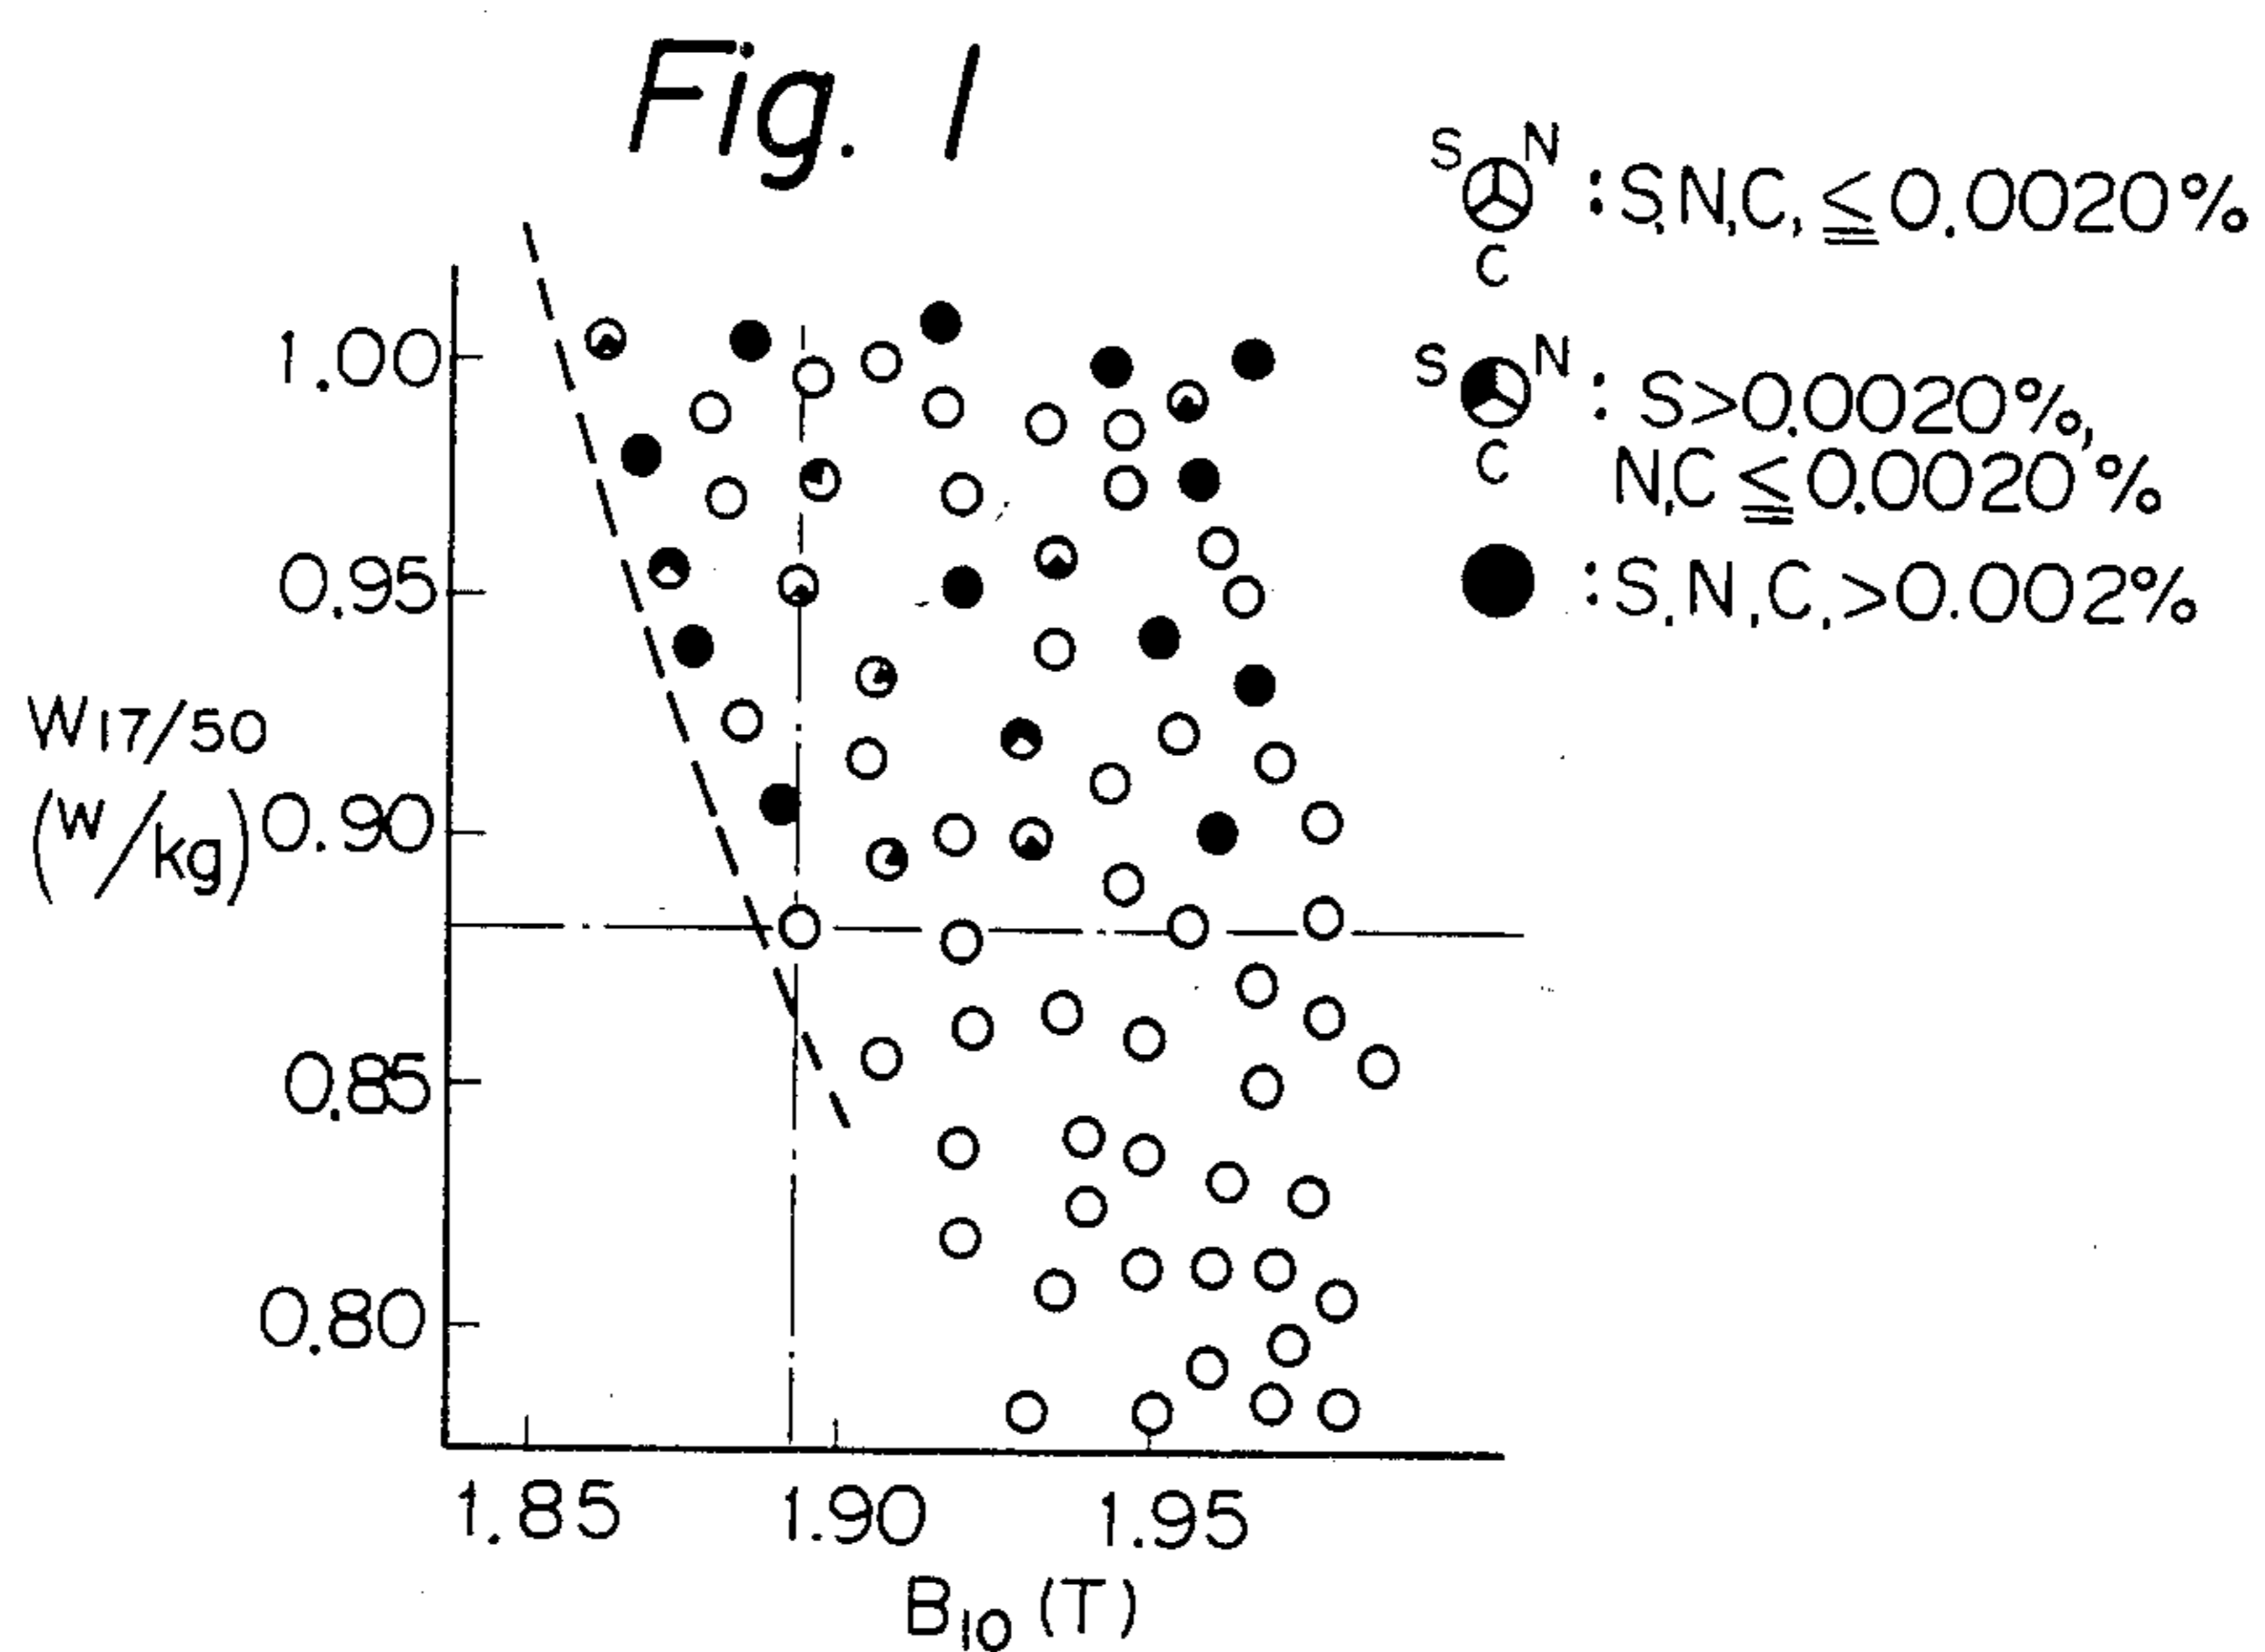 Fig. 1
S N
C
: S, N, C, ≦ 0.0020%
S N
C
: S > 0.0020%,
N, C ≦ 0.0020%
: S, N, C, > 0.002%
1.00
0.95
W17/50
(W/kg)
0.90
0.85
0.80
1.85 1.90 1.95
B10 (T)